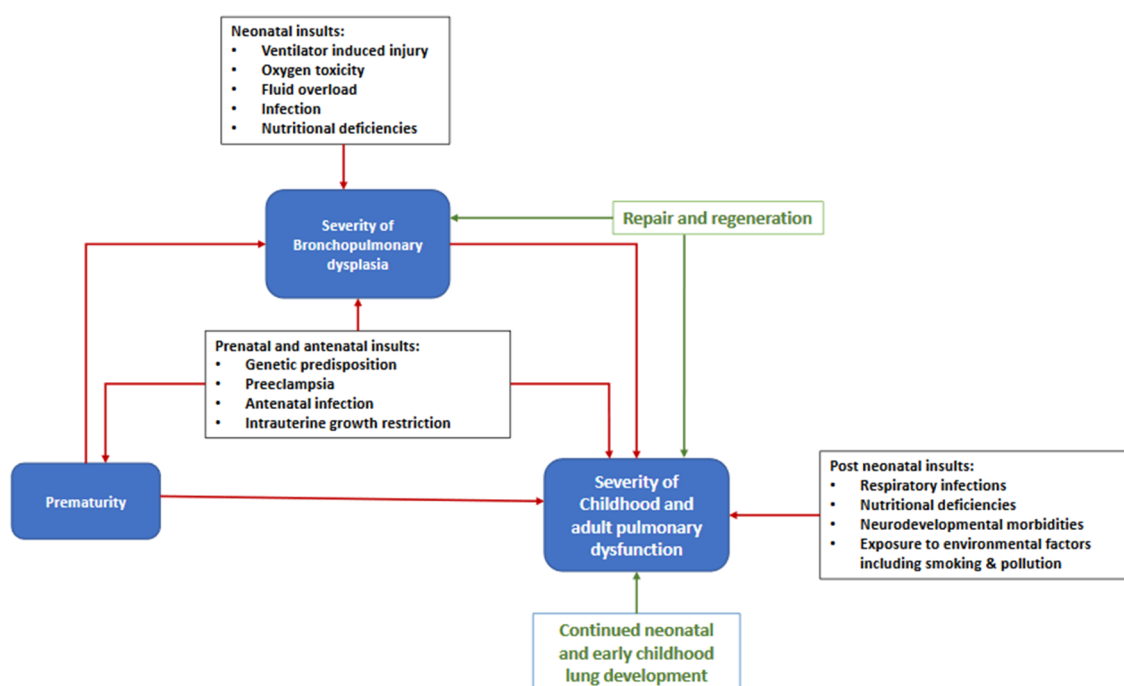 Neonatal insults:
• Ventilator induced injury
• Oxygen toxicity
• Fluid overload
• Infection
• Nutritional deficiencies
Severity of
Bronchopulmonary
dysplasia
Repair and regeneration
Prenatal and antenatal insults:
• Genetic predisposition
• Preeclampsia
• Antenatal infection
• Intrauterine growth restriction
Prematurity
Severity of
Childhood and
adult pulmonary
dysfunction
Post neonatal insults:
• Respiratory infections
• Nutritional deficiencies
• Neurodevelopmental morbidities
• Exposure to environmental factors
including smoking & pollution
Continued neonatal
and early childhood
lung development